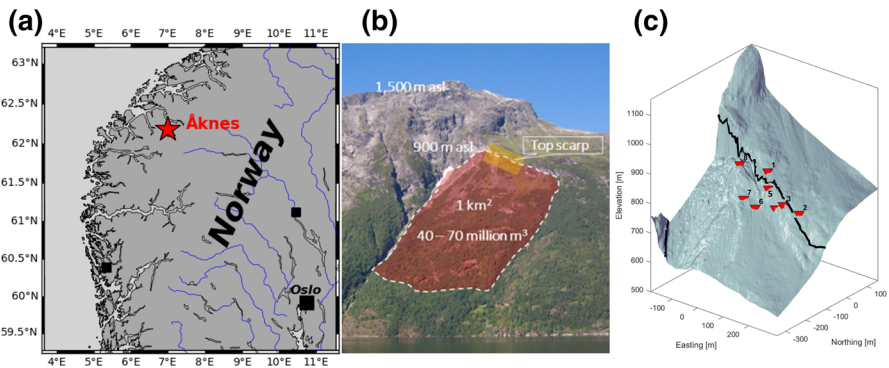 (a)
4°E 5°E 6°E 7°E 8°E 9°E 10°E 11°E
63°N
62.5°N
62°N
61.5°N
61°N
60.5°N
60°N
59.5°N
Åknes
Norway
Oslo
4°E 5°E 6°E 7°E 8°E 9°E 10°E 11°E
(b)
1,500 m asl
900 m asl
Top scarp
1 km²
40 – 70 million m³
(c)
Elevation [m]
1100
1000
900
800
700
600
500
8
1
5
7
6
3
2
-100
0
100
200
Easting [m]
-300
-200
-100
0
100
Northing [m]